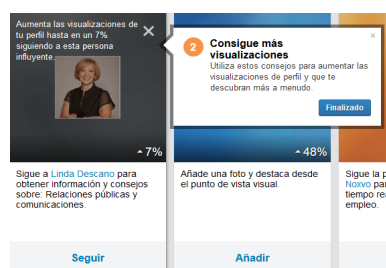 Aumenta las visualizaciones de
tu perfil hasta en un 7%
siguiendo a esta persona
influyente.
7%
Sigue a Linda Descano para
obtener información y consejos
sobre: Relaciones públicas y
comunicaciones.
Seguir
2
Consigue más
visualizaciones
Utiliza estos consejos para aumentar las
visualizaciones de perfil y que te
descubran más a menudo.
Finalizado
48%
Añade una foto y destaca desde
el punto de vista visual.
Añadir
Sigue la p
Noixvo par
tiempo rea
empleo.